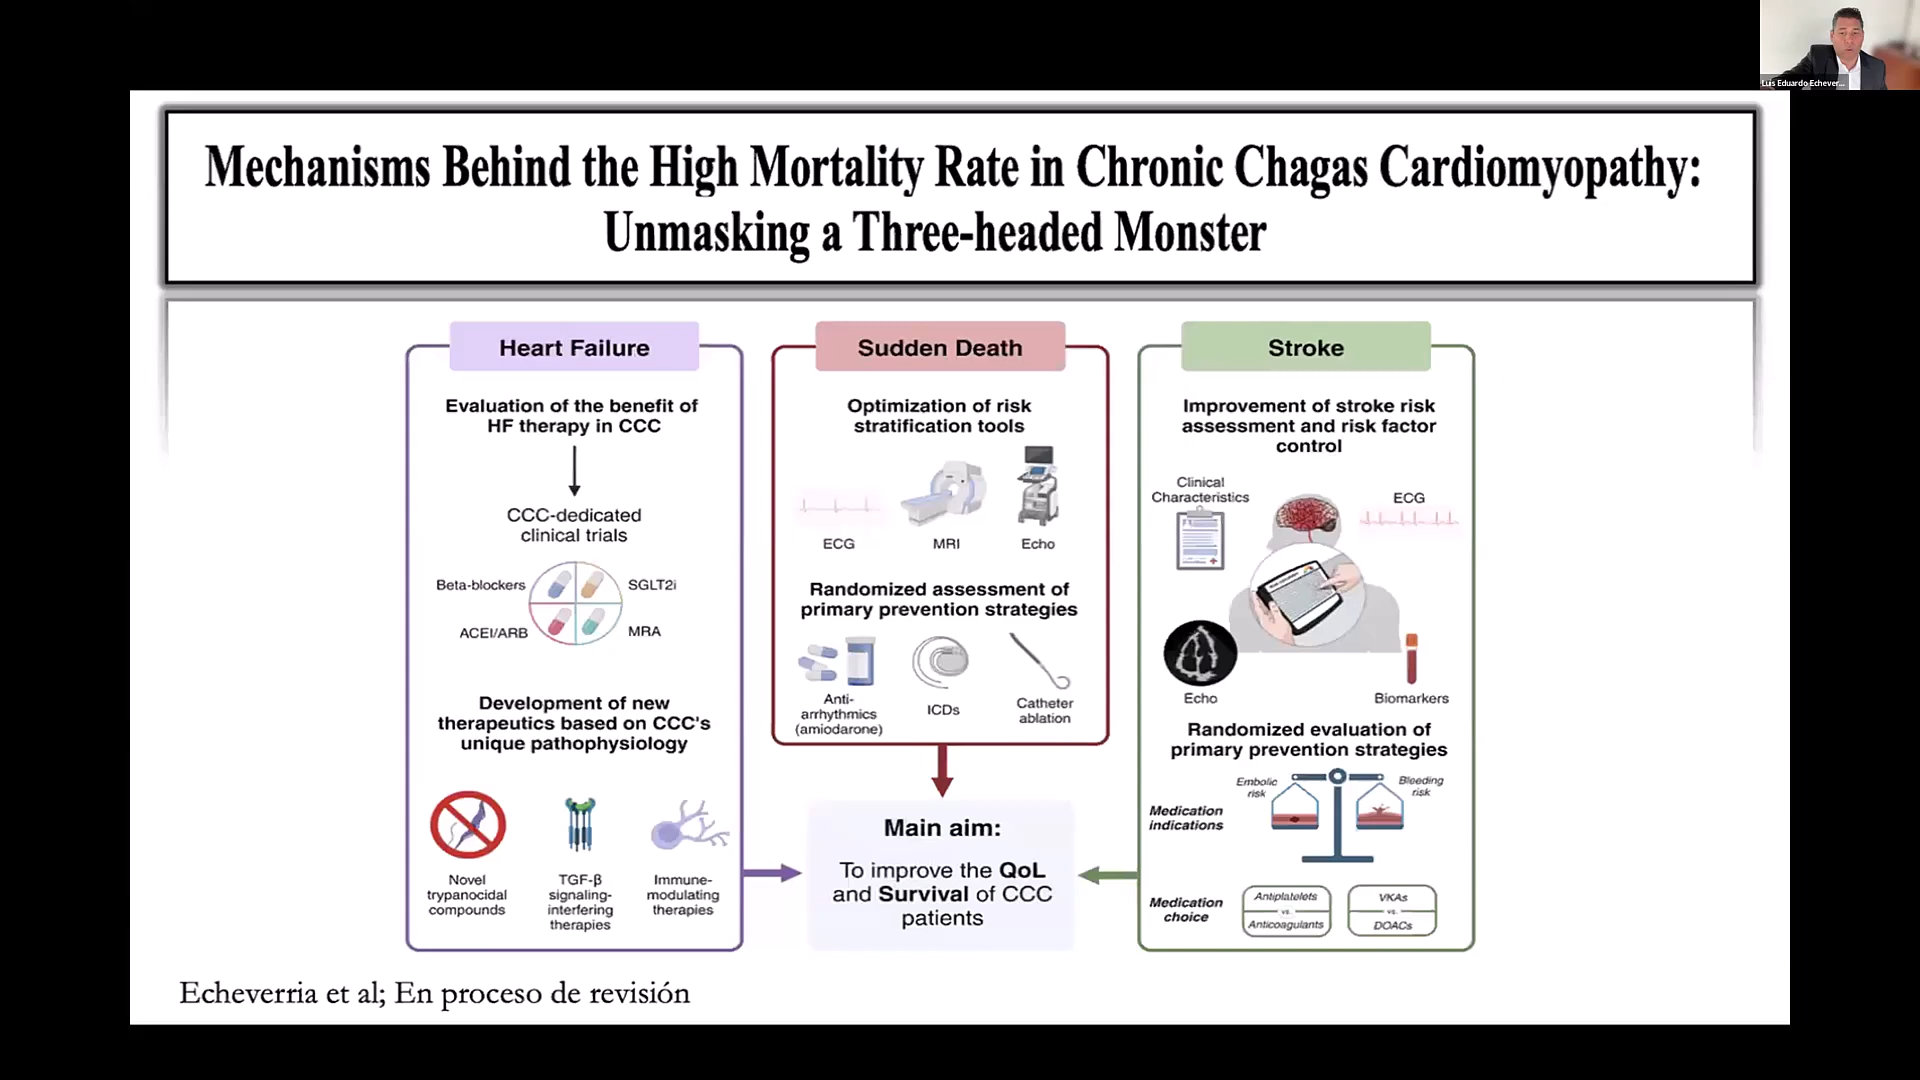 Luis Eduardo Echever...
Mechanisms Behind the High Mortality Rate in Chronic Chagas Cardiomyopathy:
Unmasking a Three-headed Monster
Heart Failure
Evaluation of the benefit of
HF therapy in CCC
CCC-dedicated
clinical trials
Beta-blockers
SGLT2i
ACEI/ARB
MRA
Development of new
therapeutics based on CCC's
unique pathophysiology
Novel
trypanocidal
compounds
TGF-β
signaling-
interfering
therapies
Immune-
modulating
therapies
Sudden Death
Optimization of risk
stratification tools
ECG
MRI
Echo
Randomized assessment of
primary prevention strategies
Anti-
arrhythmics
(amiodarone)
ICDs
Catheter
ablation
Main aim:
To improve the QoL
and Survival of CCC
patients
Stroke
Improvement of stroke risk
assessment and risk factor
control
Clinical
Characteristics
ECG
Echo
Biomarkers
Randomized evaluation of
primary prevention strategies
Embolic
risk
Bleeding
risk
Medication
indications
Medication
choice
Antiplatelets
vs.
Anticoagulants
VKAs
vs.
DOACs
Echeverria et al; En proceso de revisión